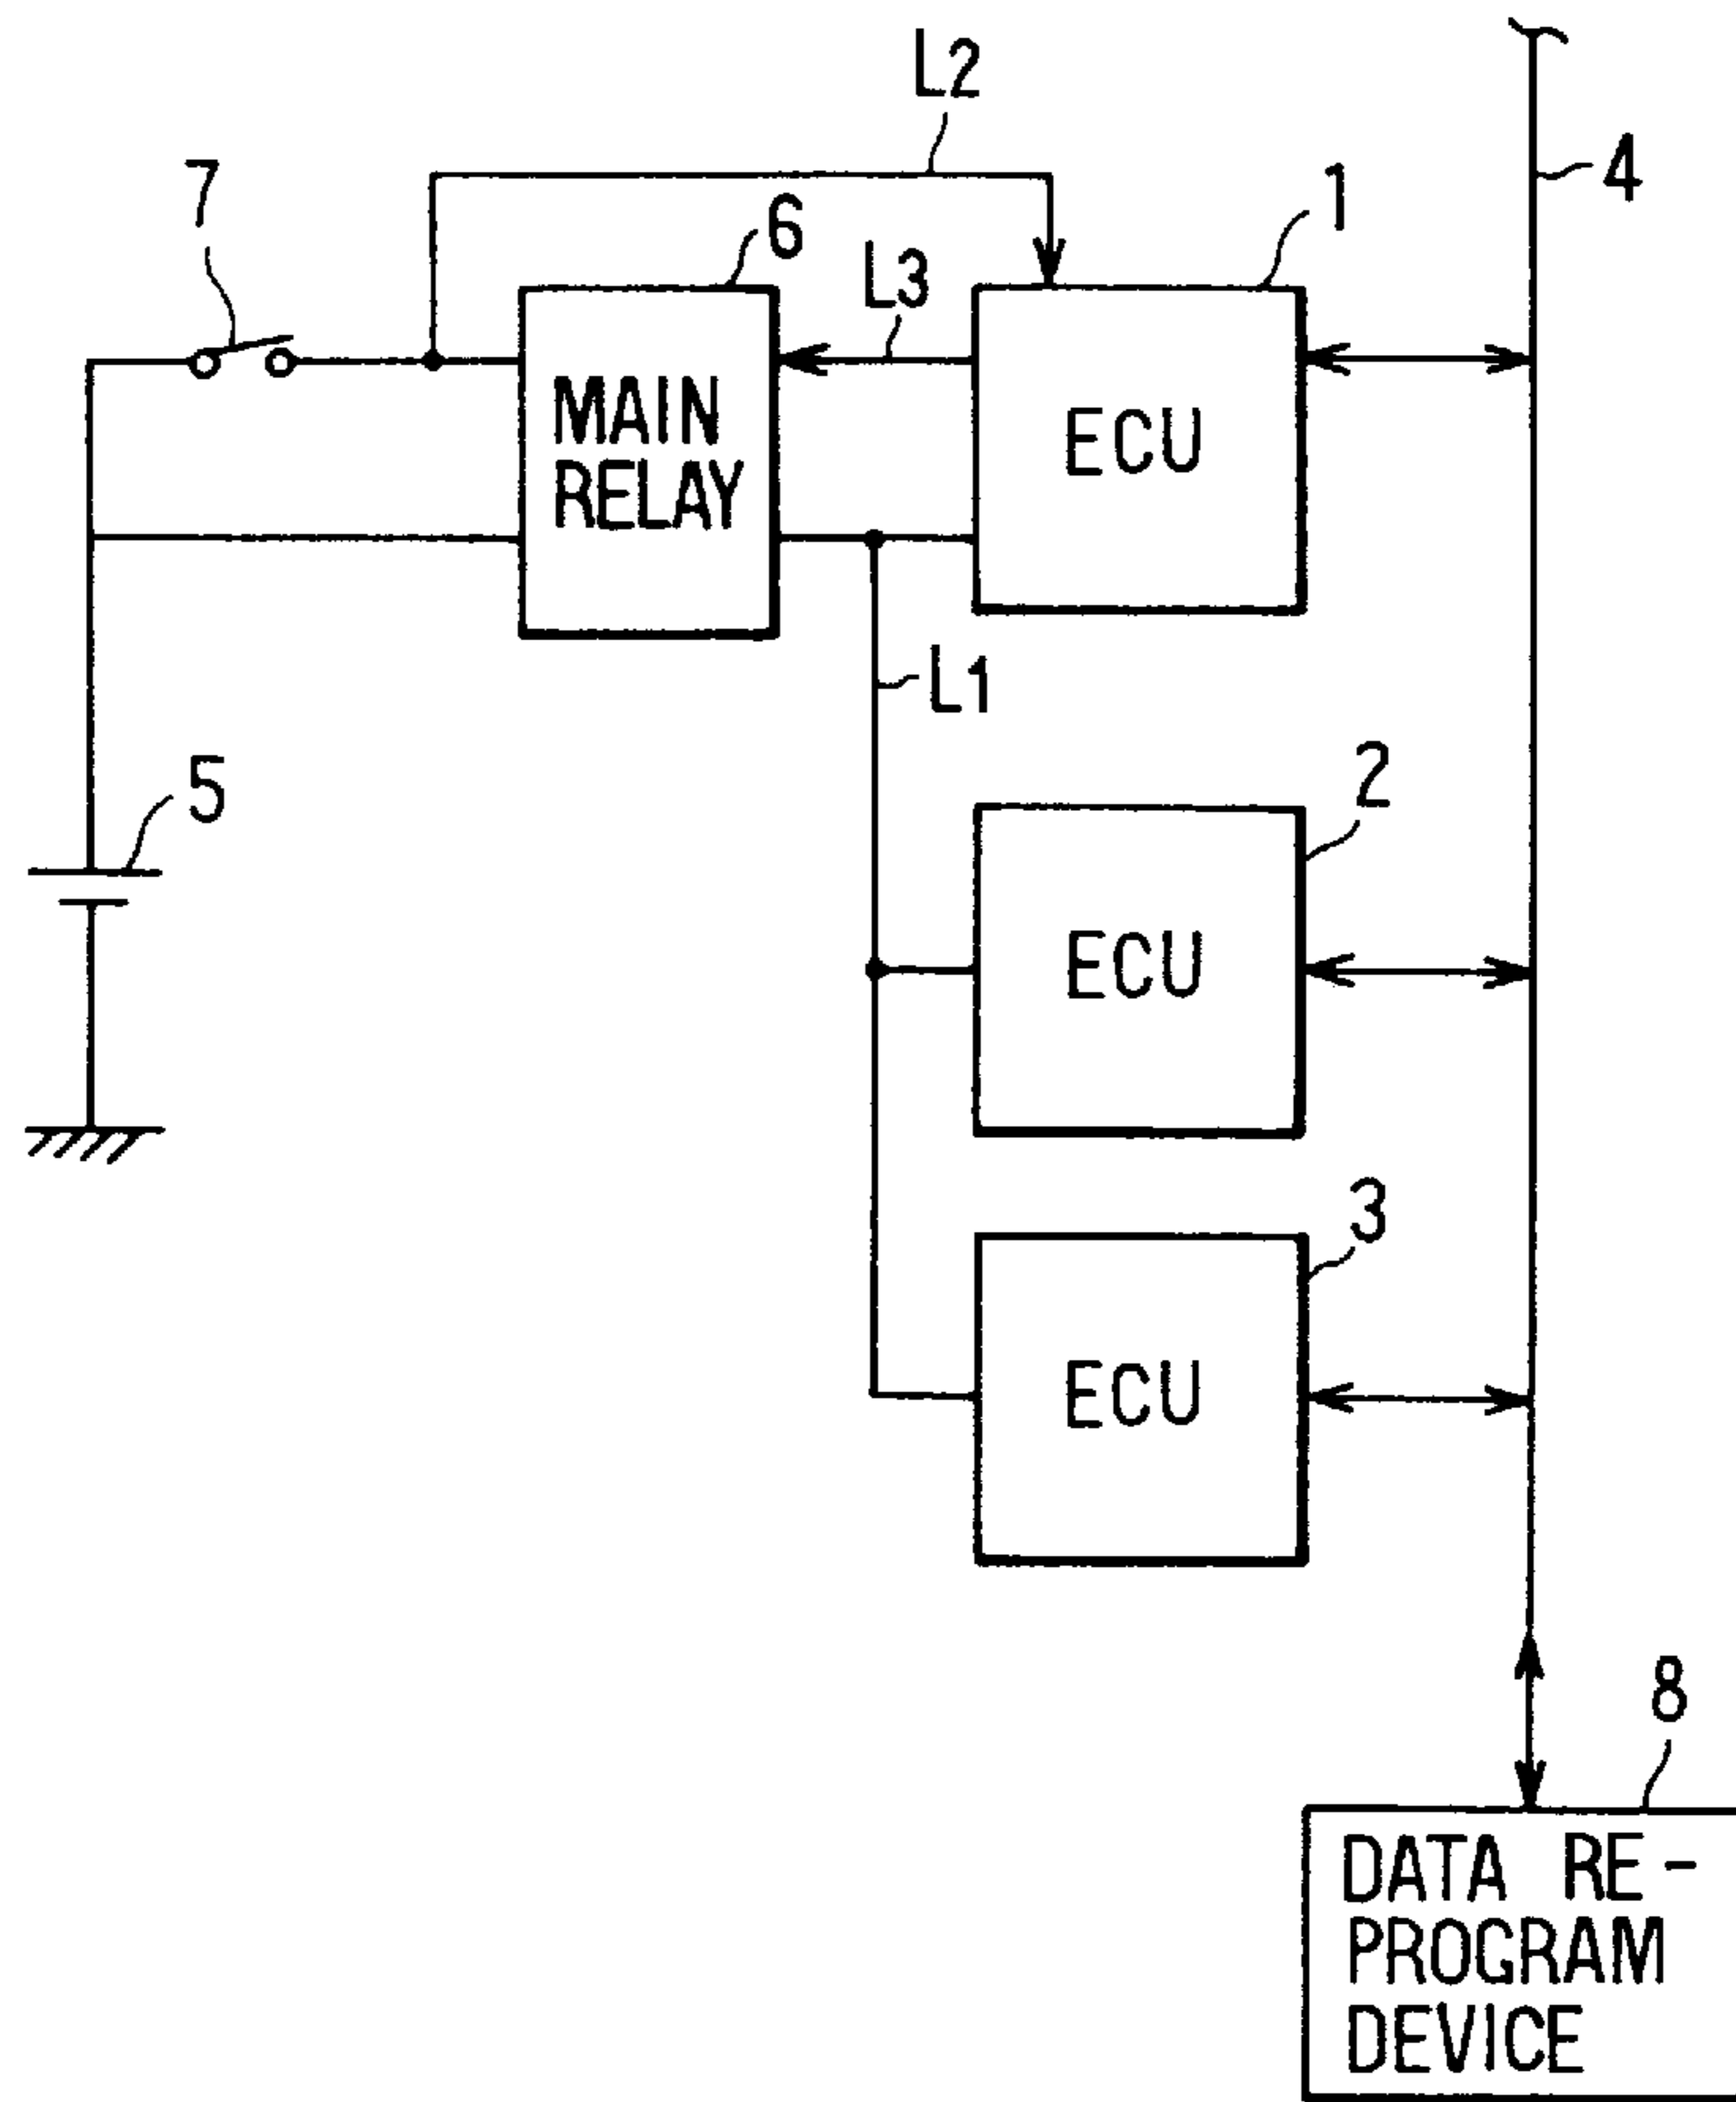 L2
7
6
L3
1
4
MAIN
RELAY
ECU
L1
5
2
ECU
3
ECU
8
DATA RE-
PROGRAM
DEVICE